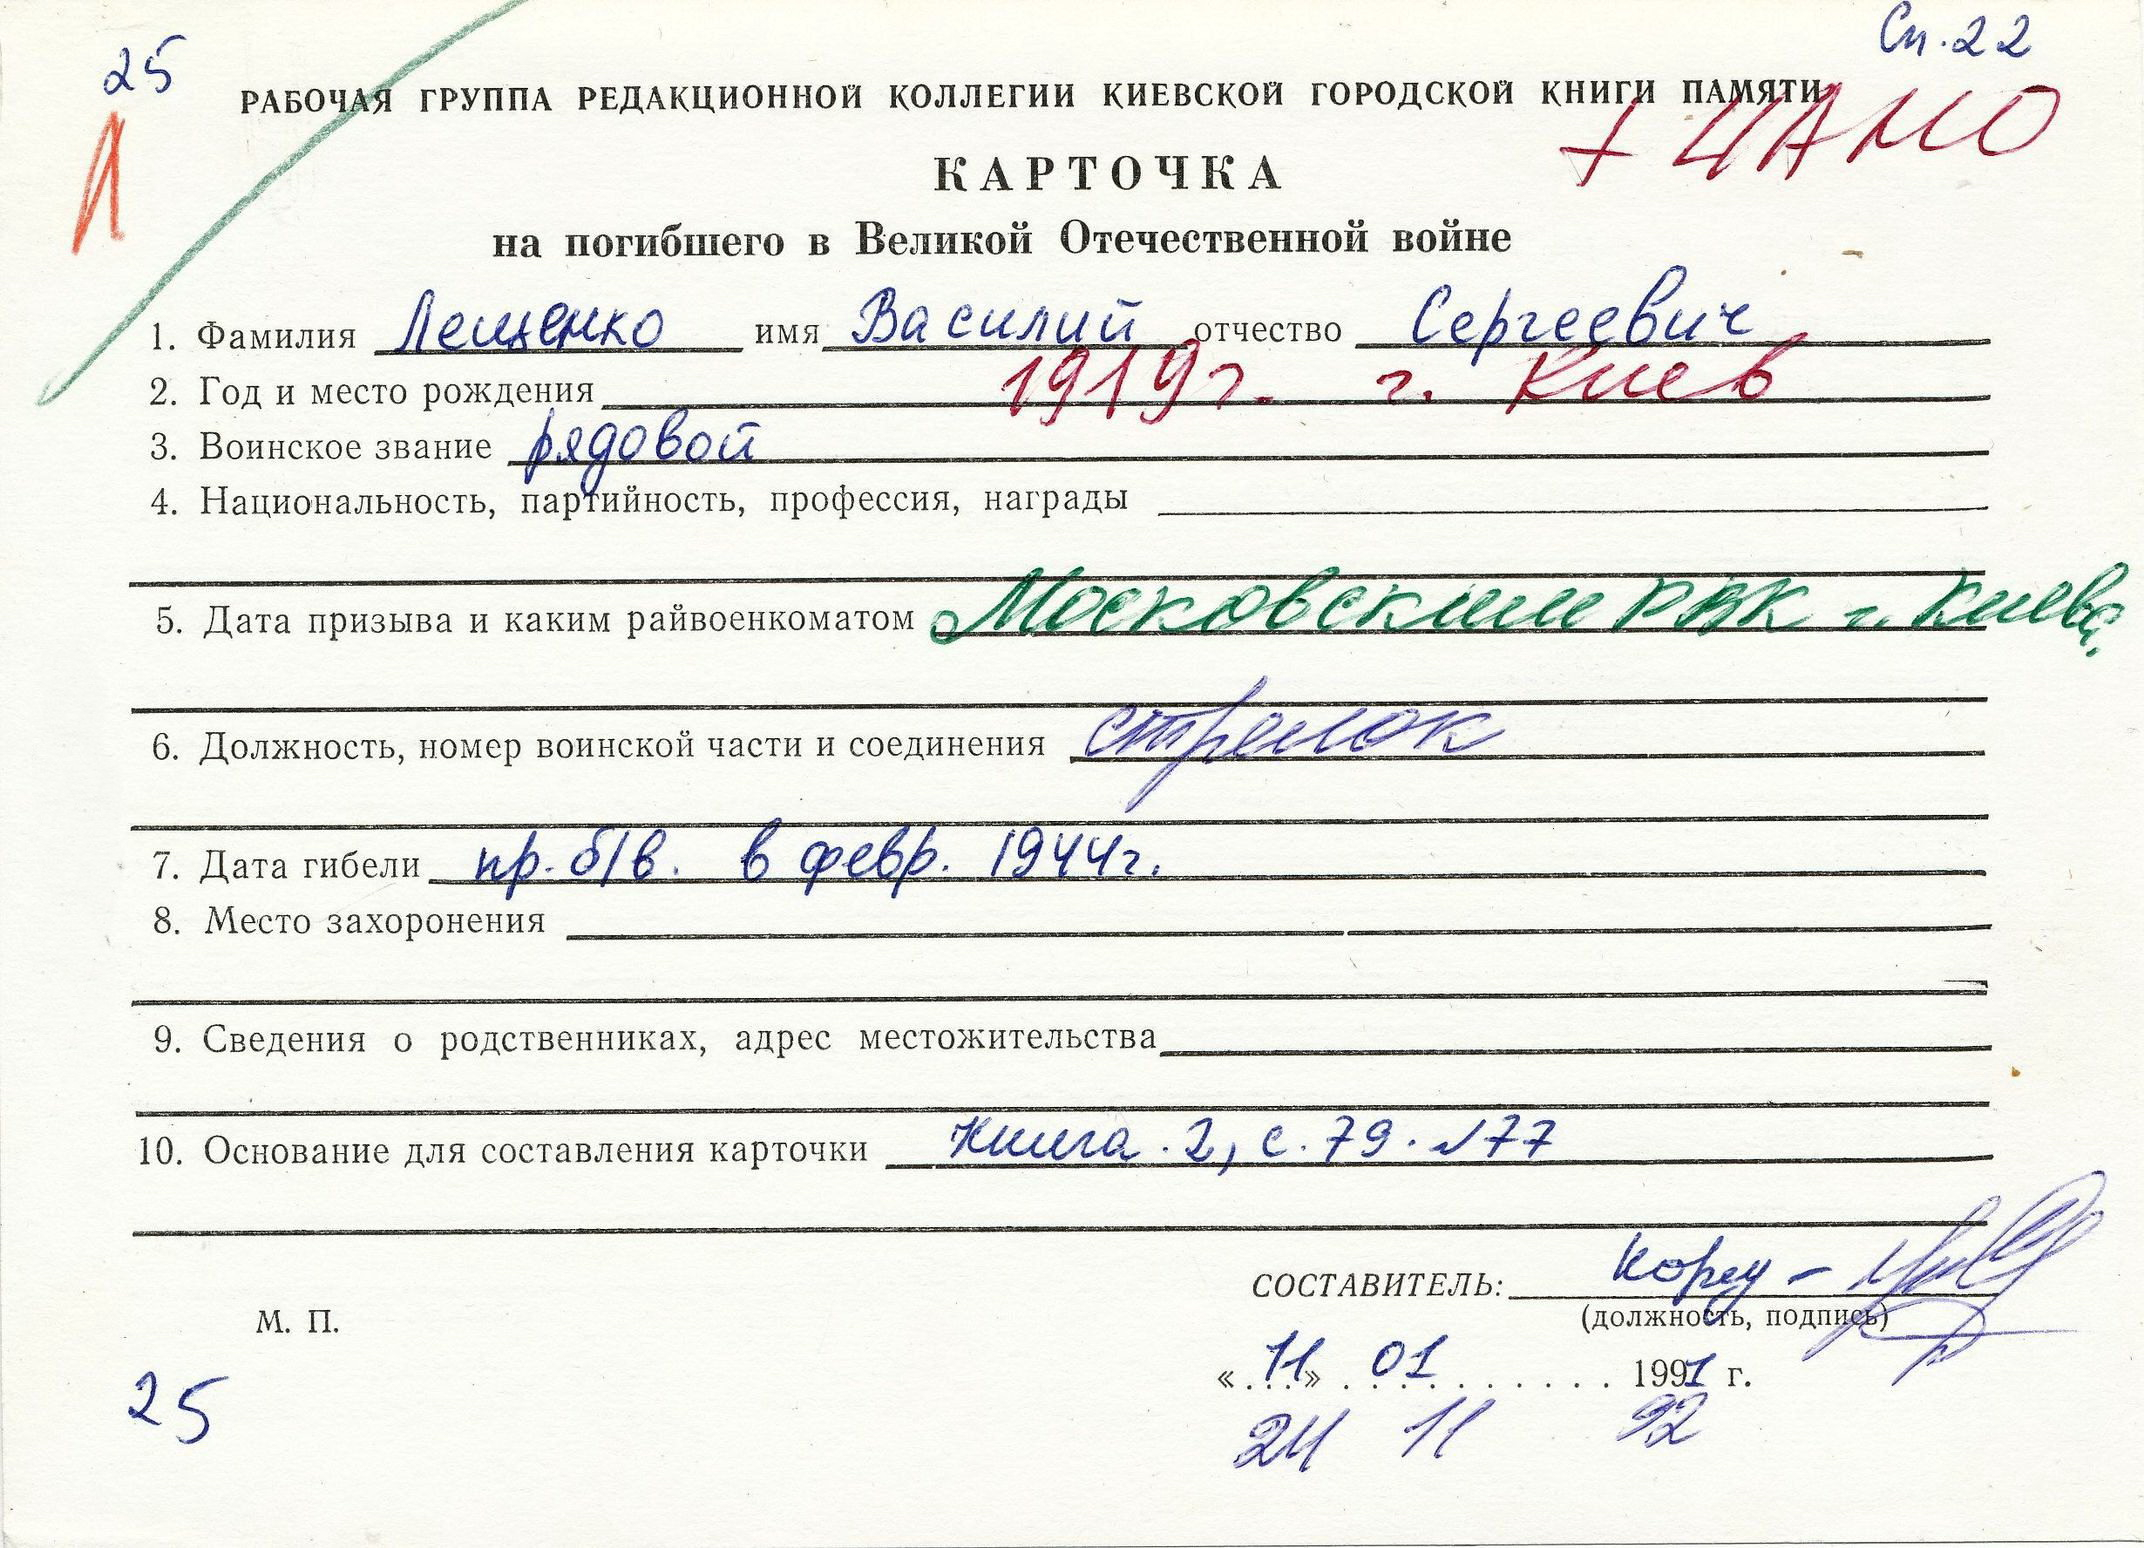 25
Сп. 22
РАБОЧАЯ ГРУППА РЕДАКЦИОННОЙ КОЛЛЕГИИ КИЕВСКОЙ ГОРОДСКОЙ КНИГИ ПАМЯТИ
+ ЦАМО
Л
КАРТОЧКА
на погибшего в Великой Отечественной войне
1. Фамилия Лещенко имя Василий отчество Сергеевич
2. Год и место рождения 1919г. г. Киев
3. Воинское звание рядовой
4. Национальность, партийность, профессия, награды
5. Дата призыва и каким райвоенкоматом Московским РВК г. Киева,
6. Должность, номер воинской части и соединения стрелок
7. Дата гибели пр. б/в. в февр. 1944г.
8. Место захоронения
9. Сведения о родственниках, адрес местожительства
10. Основание для составления карточки Книга. 2, с. 79. №77
СОСТАВИТЕЛЬ:
(должность, подпись)
М. П.
«11» 01 1991 г.
24 11 92
25